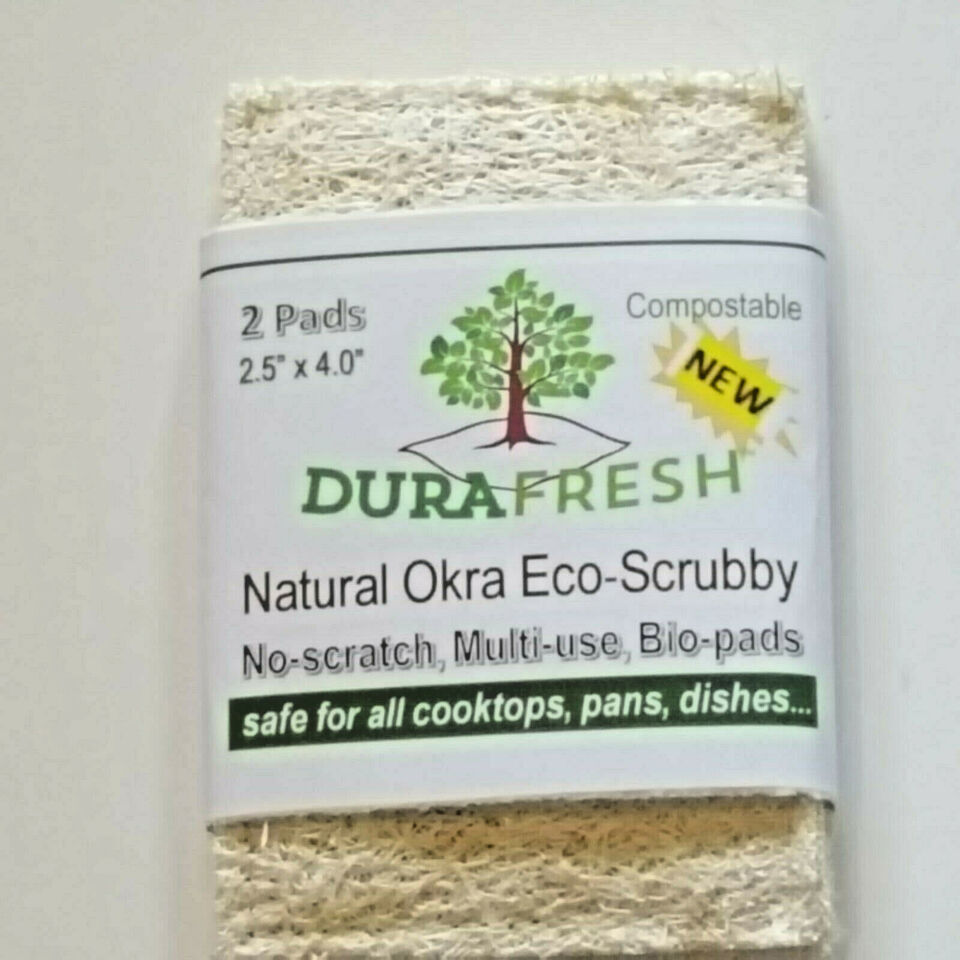 2 Pads
2.5" x 4.0"
Compostable
NEW
DURAFRESH
Natural Okra Eco-Scrubby
No-scratch, Multi-use, Bio-pads
safe for all cooktops, pans, dishes...